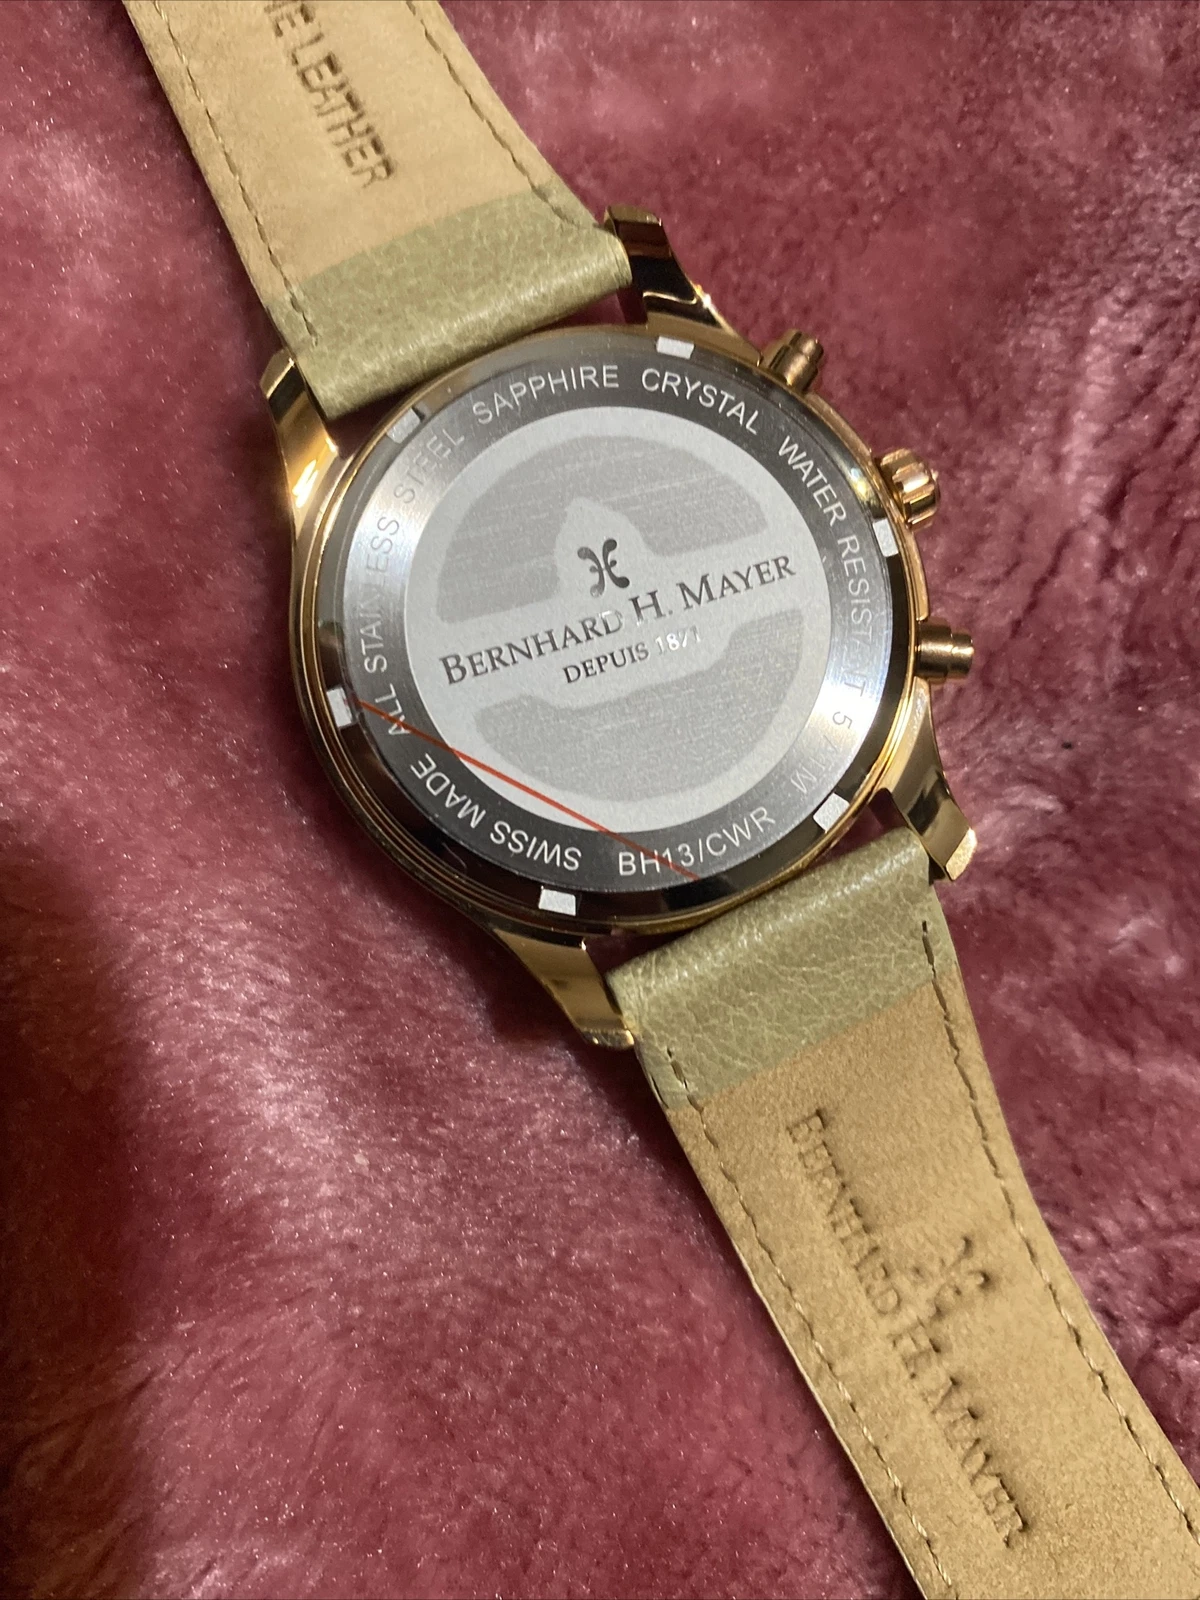 NE LEATHER
ALL STAINLESS STEEL SAPPHIRE CRYSTAL WATER RESISTANT 5 ATM
BERNHARD H. MAYER
DEPUIS 1871
SWISS MADE
BH13/CWR
BERNHARD H. MAYER